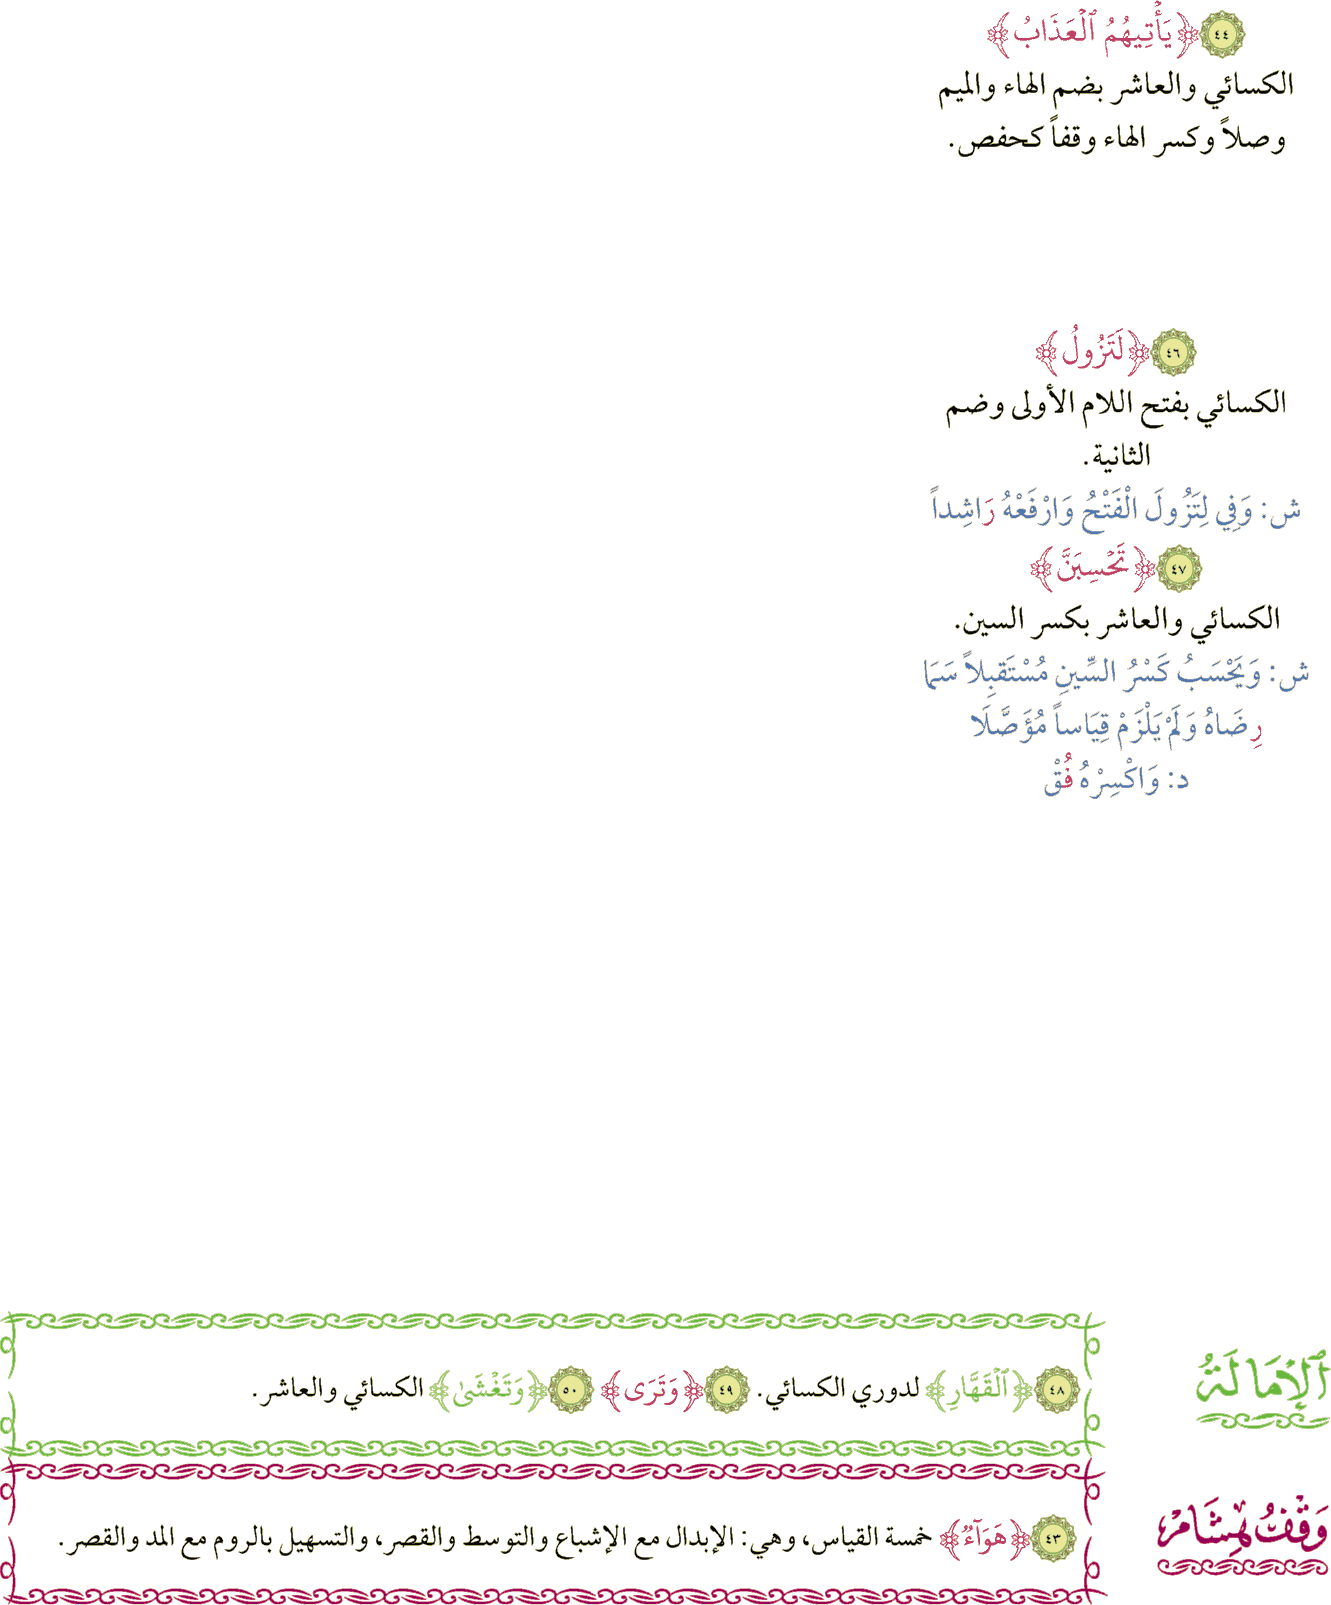 ٤٤ ﴿يَأْتِيهُمُ ٱلْعَذَابُ﴾
الكسائي والعاشر بضم الهاء والميم
وصلاً وكسر الهاء وقفاً كحفص.
٤٦ ﴿لَتَزُولُ﴾
الكسائي بفتح اللام الأولى وضم
الثانية.
ش: وَفِي لِتَزُولَ الْفَتْحُ وَارْفَعْهُ رَاشِداً
٤٧ ﴿تَحْسِبَنَّ﴾
الكسائي والعاشر بكسر السين.
ش: وَيَحْسَبُ كَسْرُ السِّينِ مُسْتَقبِلاً سَمَا
رِضَاهُ وَلَمْ يَلْزَمْ قِيَاساً مُؤَصَّلَا
د: وَاكْسِرْهُ فُقْ
ٱلْإِمَالَةُ
٤٨ ﴿ٱلْقَهَّارِ﴾ لدوري الكسائي. ٤٩ ﴿وَتَرَى﴾ ٥٠ ﴿وَتَغْشَىٰ﴾ الكسائي والعاشر.
وَقْفُ هِشَامْ
٤٣ ﴿هَوَآءٌ﴾ خمسة القياس، وهي: الإبدال مع الإشباع والتوسط والقصر، والتسهيل بالروم مع المد والقصر.